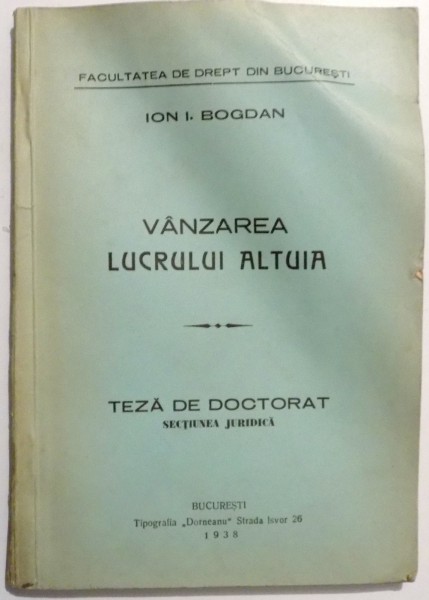 FACULTATEA DE DREPT DIN BUCUREȘTI
ION I. BOGDAN
VÂNZAREA
LUCRULUI ALTUIA
TEZĂ DE DOCTORAT
SECȚIUNEA JURIDICĂ
BUCUREȘTI
Tipografia „Dorneanu“ Strada Isvor 26
1938